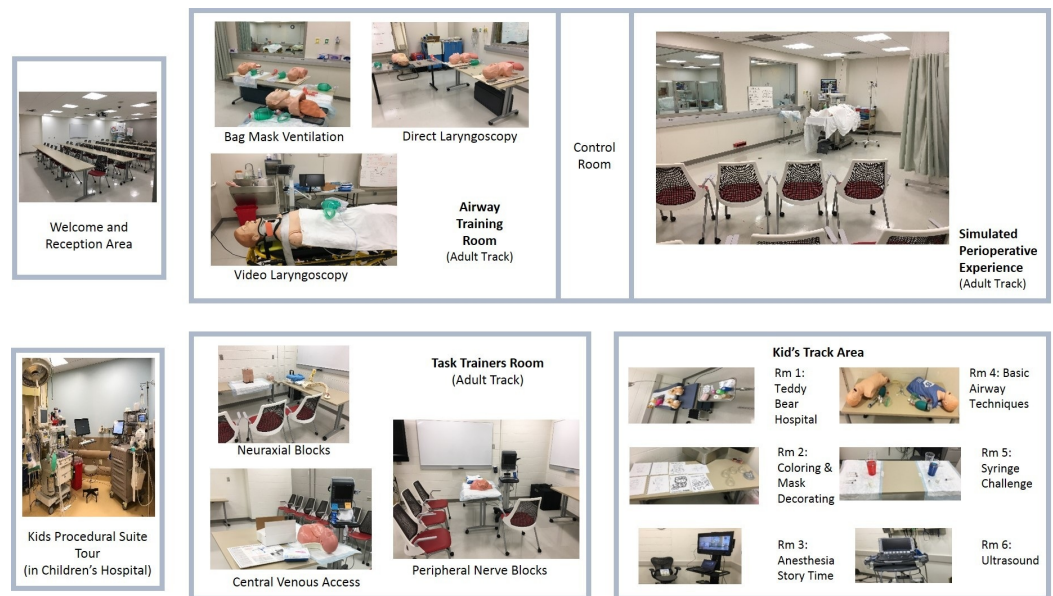 Welcome and
Reception Area
Bag Mask Ventilation
Direct Laryngoscopy
Video Laryngoscopy
Airway
Training
Room
(Adult Track)
Control
Room
Simulated
Perioperative
Experience
(Adult Track)
Kids Procedural Suite
Tour
(in Children's Hospital)
Task Trainers Room
(Adult Track)
Neuraxial Blocks
Central Venous Access
Peripheral Nerve Blocks
Kid's Track Area
Rm 1:
Teddy
Bear
Hospital
Rm 2:
Coloring &
Mask
Decorating
Rm 3:
Anesthesia
Story Time
Rm 4: Basic
Airway
Techniques
Rm 5:
Syringe
Challenge
Rm 6:
Ultrasound